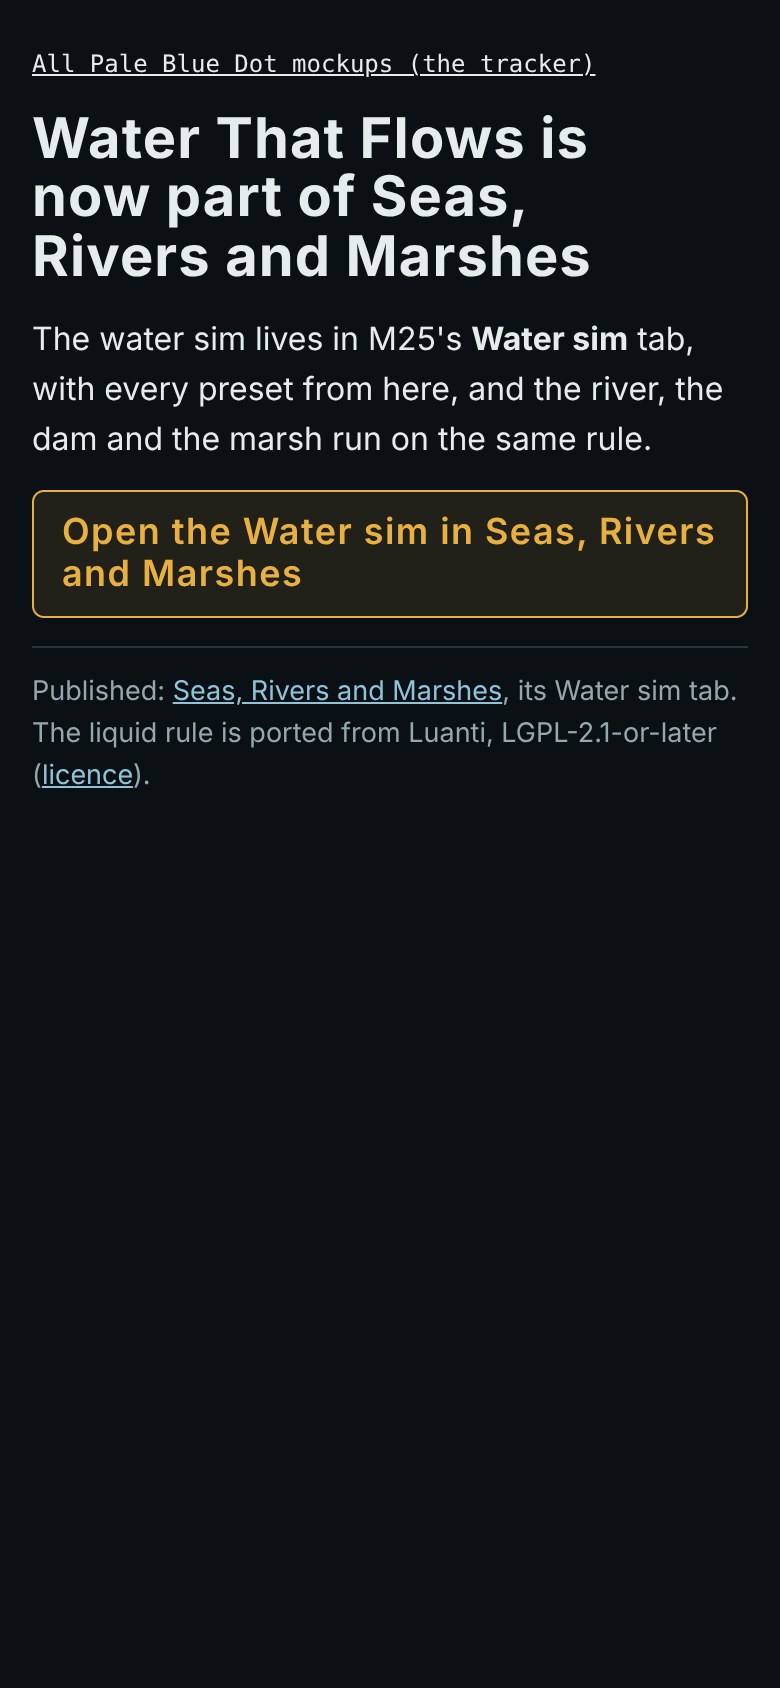 All Pale Blue Dot mockups (the tracker)
Water That Flows is
now part of Seas,
Rivers and Marshes
The water sim lives in M25's Water sim tab,
with every preset from here, and the river, the
dam and the marsh run on the same rule.
Open the Water sim in Seas, Rivers
and Marshes
Published: Seas, Rivers and Marshes, its Water sim tab.
The liquid rule is ported from Luanti, LGPL-2.1-or-later
(licence).